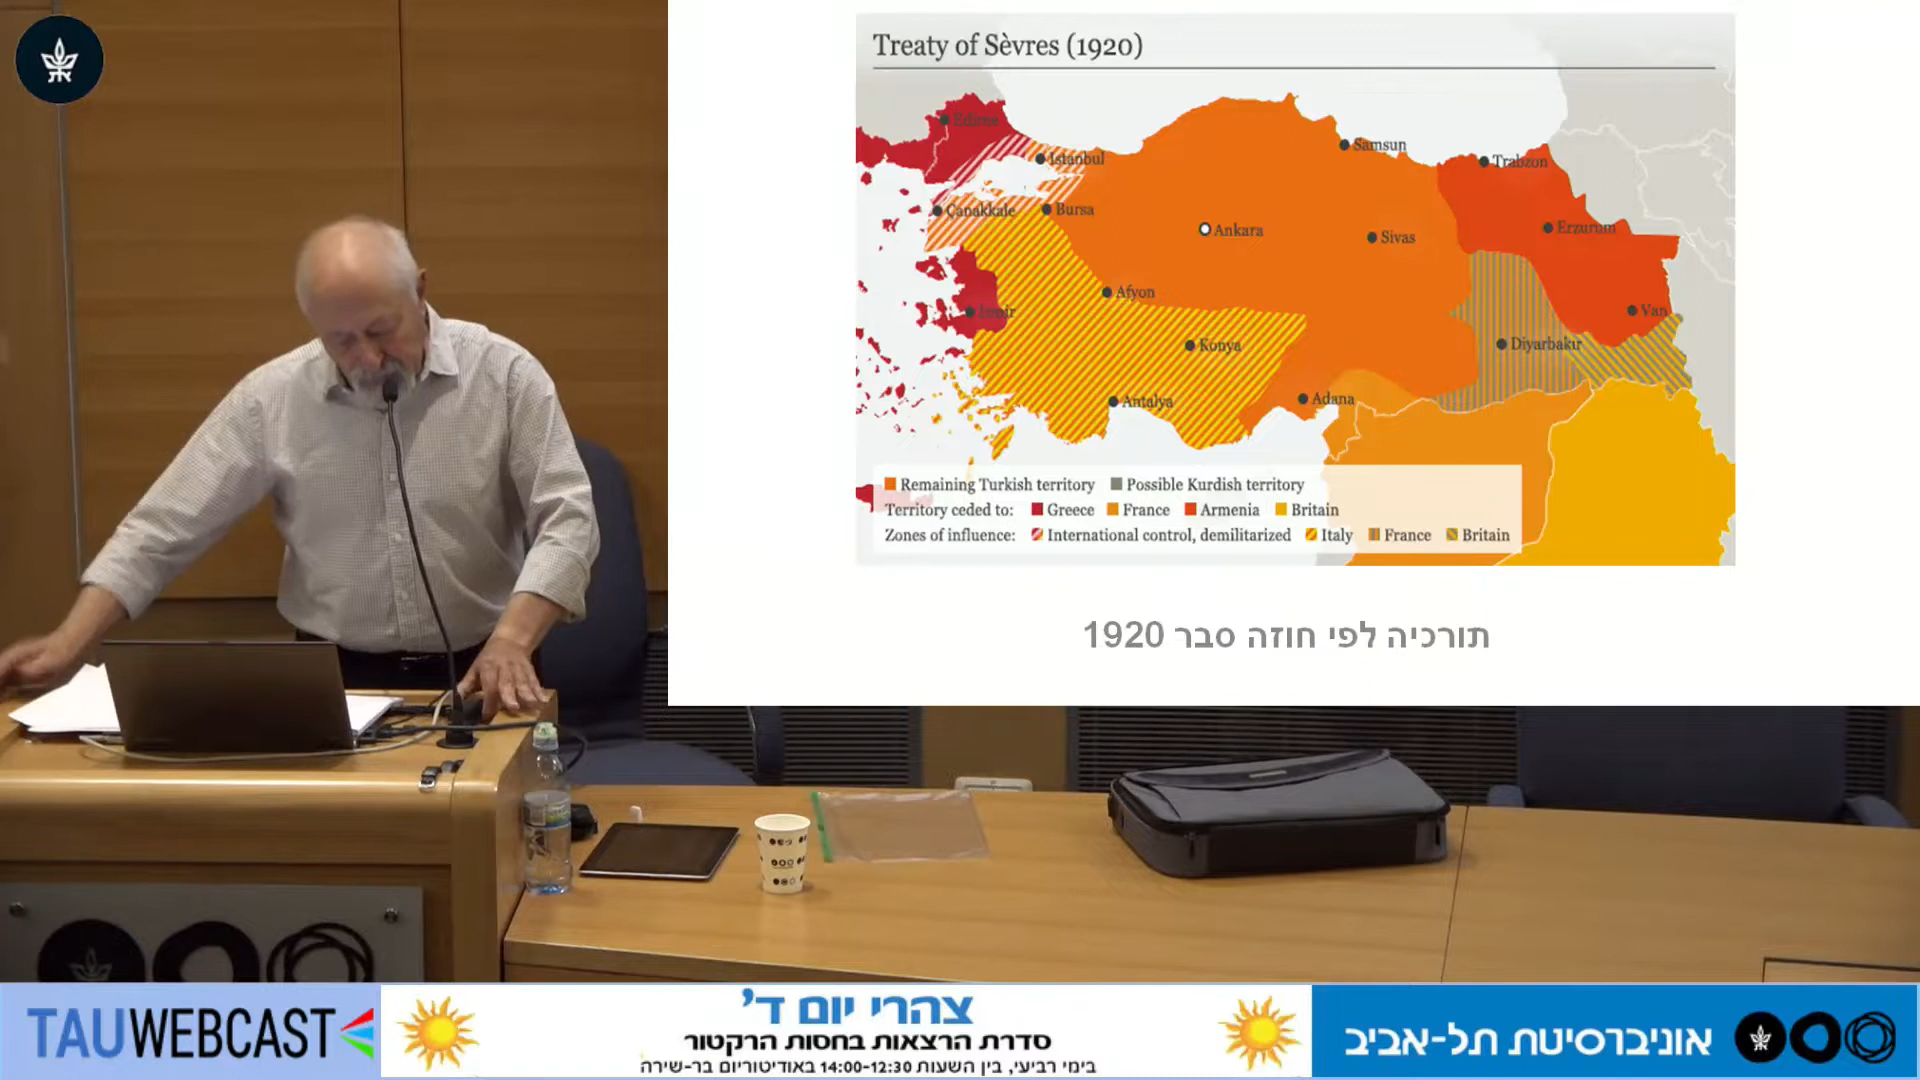 את
Treaty of Sèvres (1920)
Edirne
Istanbul
Samsun
Trabzon
Çanakkale
Bursa
Ankara
Sivas
Erzurum
Afyon
Izmir
Van
Konya
Diyarbakır
Antalya
Adana
Remaining Turkish territory Possible Kurdish territory
Territory ceded to: Greece France Armenia Britain
Zones of influence: International control, demilitarized Italy France Britain
תורכיה לפי חוזה סבר 1920
TAUWEBCAST
צהרי יום ד'
סדרת הרצאות בחסות הרקטור
בימי רביעי, בין השעות 14:00-12:30 באודיטוריום בר-שירה
אוניברסיטת תל-אביב